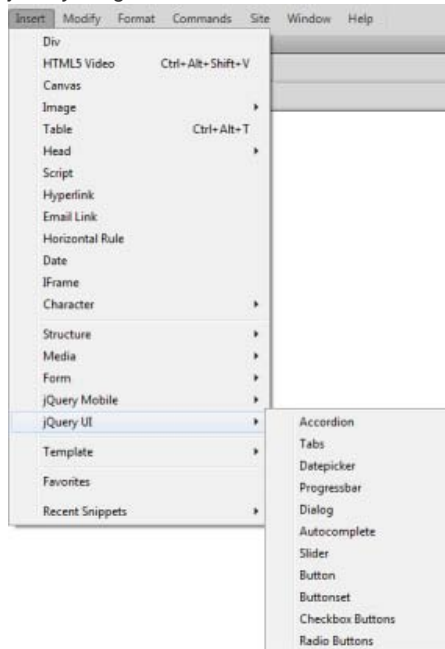 Insert Modify Format Commands Site Window Help
Div
HTML5 Video Ctrl+Alt+Shift+V
Canvas
Image
Table Ctrl+Alt+T
Head
Script
Hyperlink
Email Link
Horizontal Rule
Date
IFrame
Character
Structure
Media
Form
jQuery Mobile
jQuery UI
Template
Favorites
Recent Snippets
Accordion
Tabs
Datepicker
Progressbar
Dialog
Autocomplete
Slider
Button
Buttonset
Checkbox Buttons
Radio Buttons